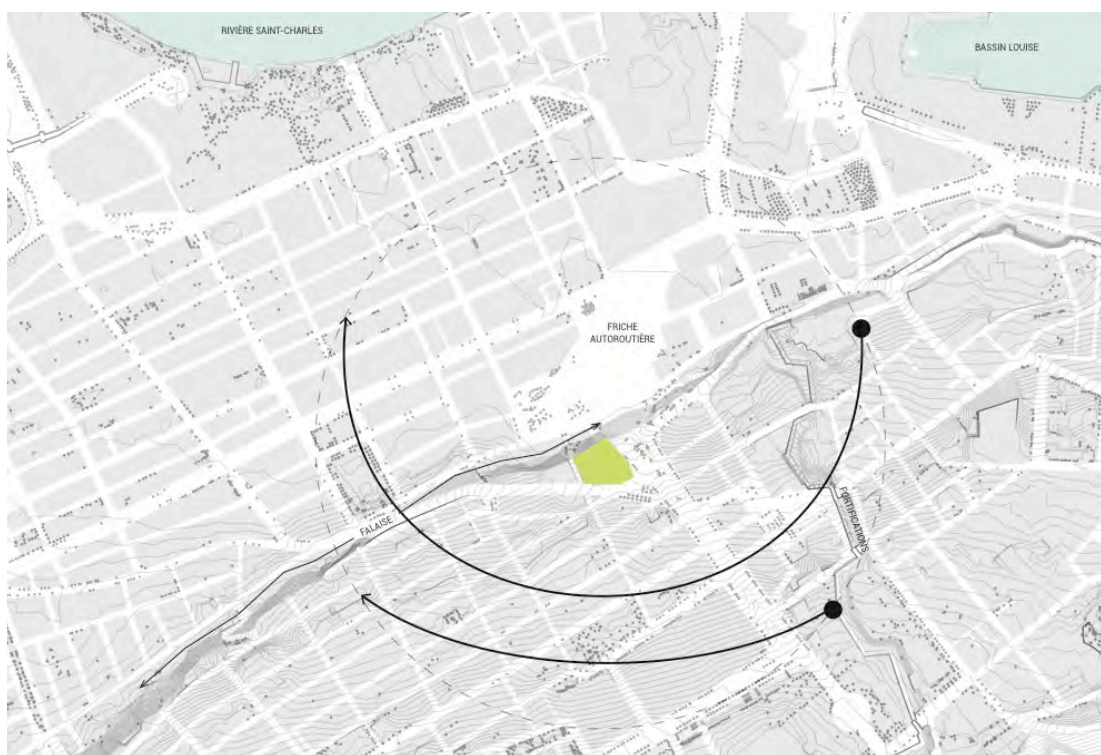 RIVIÈRE SAINT-CHARLES
BASSIN LOUISE
FRICHE
AUTOROUTIÈRE
FORTIFICATIONS
FALAISE